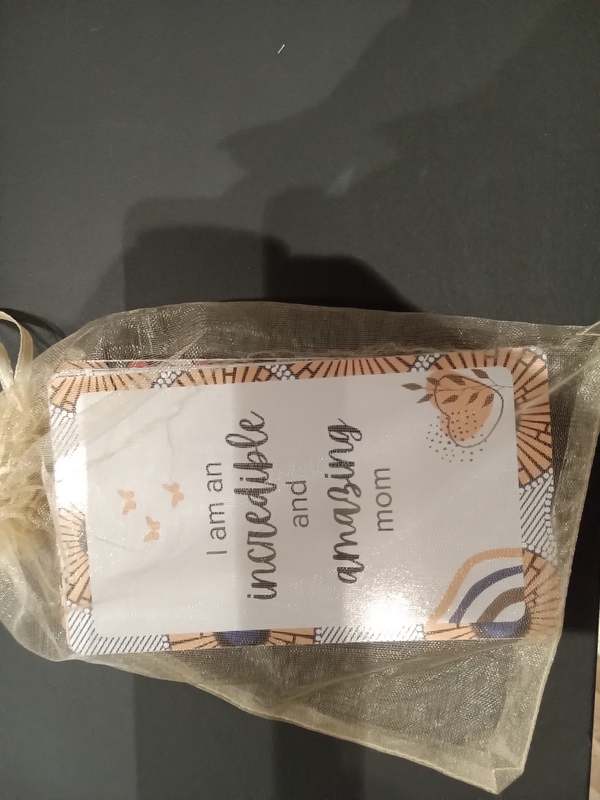 I am an
incredible
and
amazing
mom